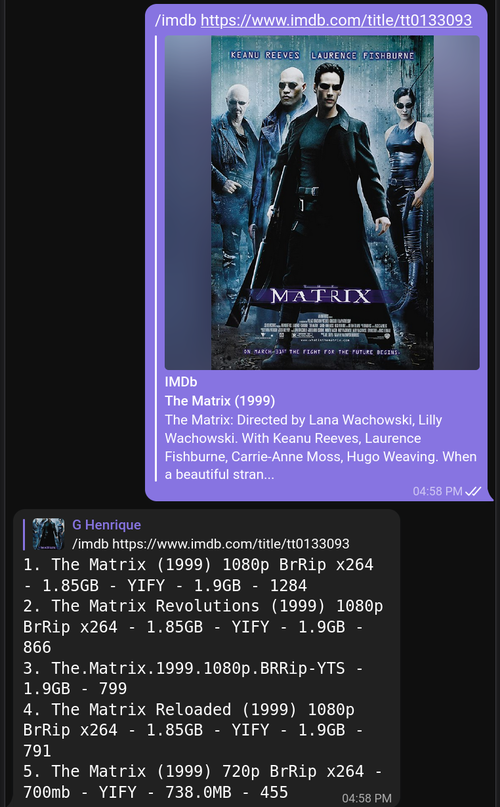 /imdb https://www.imdb.com/title/tt0133093
KEANU REEVES LAURENCE FISHBURNE
THE
MATRIX
ON MARCH 31ST THE FIGHT FOR THE FUTURE BEGINS.
IMDb
The Matrix (1999)
The Matrix: Directed by Lana Wachowski, Lilly
Wachowski. With Keanu Reeves, Laurence
Fishburne, Carrie-Anne Moss, Hugo Weaving. When
a beautiful stran...
04:58 PM
G Henrique
/imdb https://www.imdb.com/title/tt0133093
1. The Matrix (1999) 1080p BrRip x264
- 1.85GB - YIFY - 1.9GB - 1284
2. The Matrix Revolutions (1999) 1080p
BrRip x264 - 1.85GB - YIFY - 1.9GB -
866
3. The.Matrix.1999.1080p.BRRip-YTS -
1.9GB - 799
4. The Matrix Reloaded (1999) 1080p
BrRip x264 - 1.85GB - YIFY - 1.9GB -
791
5. The Matrix (1999) 720p BrRip x264 -
700mb - YIFY - 738.0MB - 455
04:58 PM